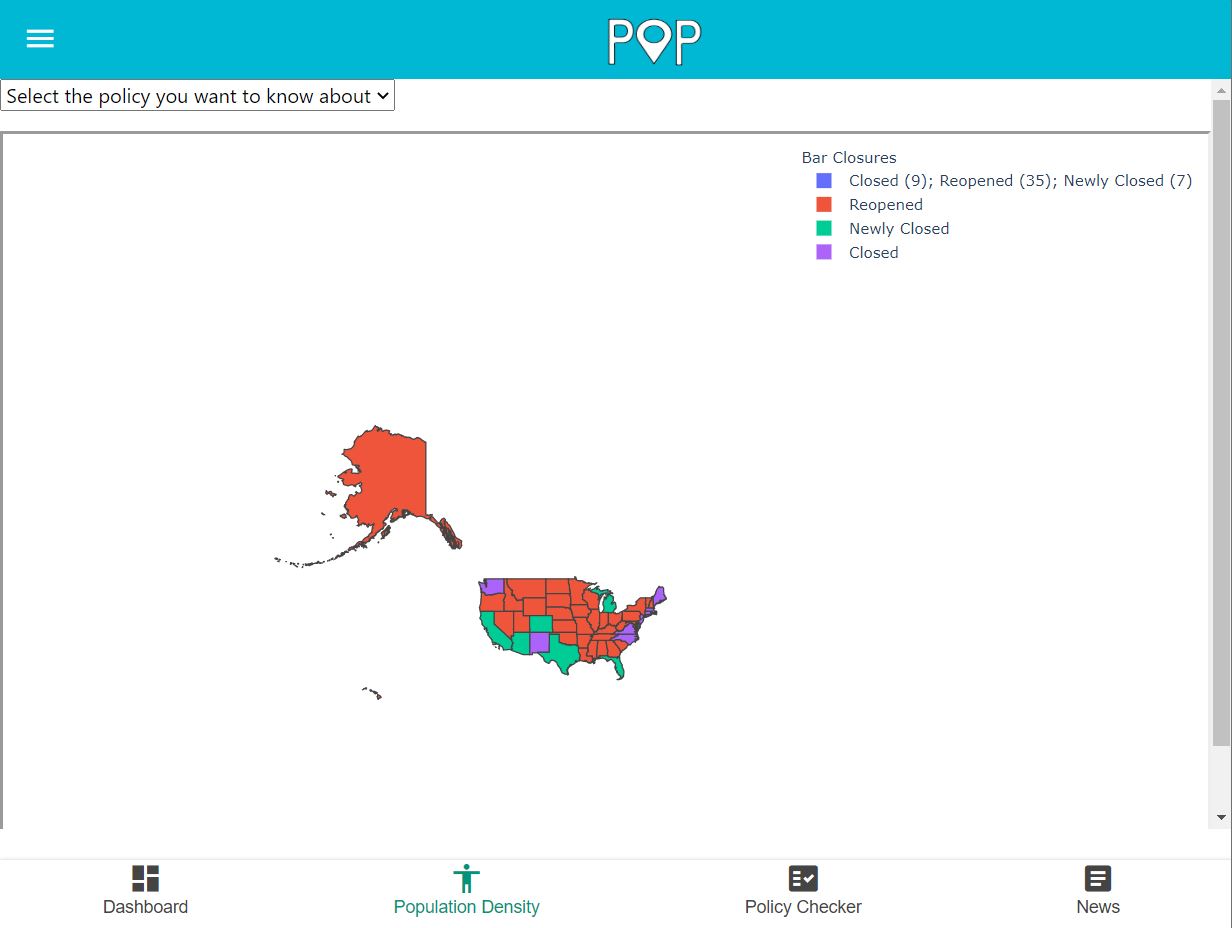 POP
Select the policy you want to know about
Bar Closures
Closed (9); Reopened (35); Newly Closed (7)
Reopened
Newly Closed
Closed
Dashboard
Population Density
Policy Checker
News